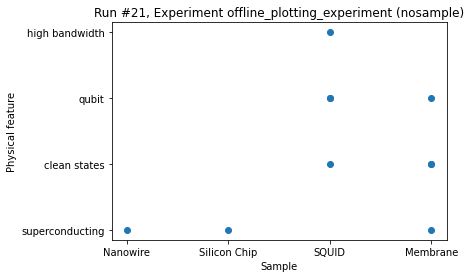 Run #21, Experiment offline_plotting_experiment (nosample)
high bandwidth
qubit
clean states
superconducting
Physical feature
Nanowire
Silicon Chip
SQUID
Membrane
Sample